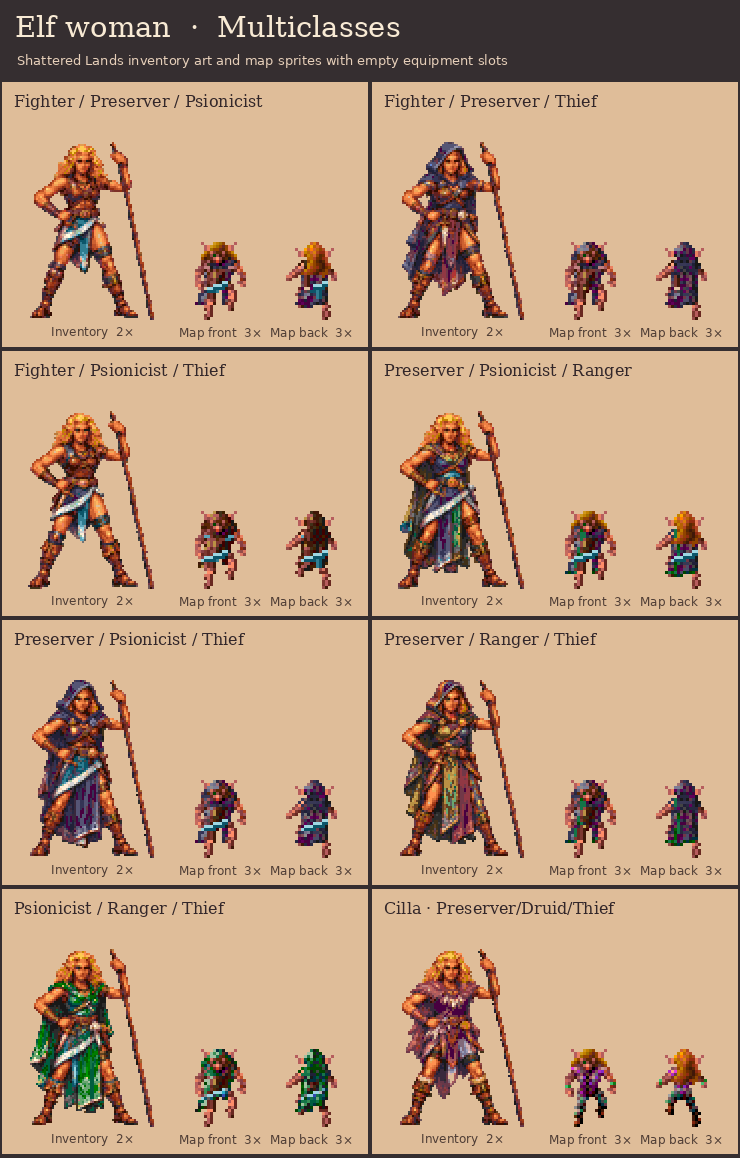 Elf woman · Multiclasses
Shattered Lands inventory art and map sprites with empty equipment slots
Fighter / Preserver / Psionicist
Inventory 2×
Map front 3×
Map back 3×
Fighter / Preserver / Thief
Inventory 2×
Map front 3×
Map back 3×
Fighter / Psionicist / Thief
Inventory 2×
Map front 3×
Map back 3×
Preserver / Psionicist / Ranger
Inventory 2×
Map front 3×
Map back 3×
Preserver / Psionicist / Thief
Inventory 2×
Map front 3×
Map back 3×
Preserver / Ranger / Thief
Inventory 2×
Map front 3×
Map back 3×
Psionicist / Ranger / Thief
Inventory 2×
Map front 3×
Map back 3×
Cilla · Preserver/Druid/Thief
Inventory 2×
Map front 3×
Map back 3×